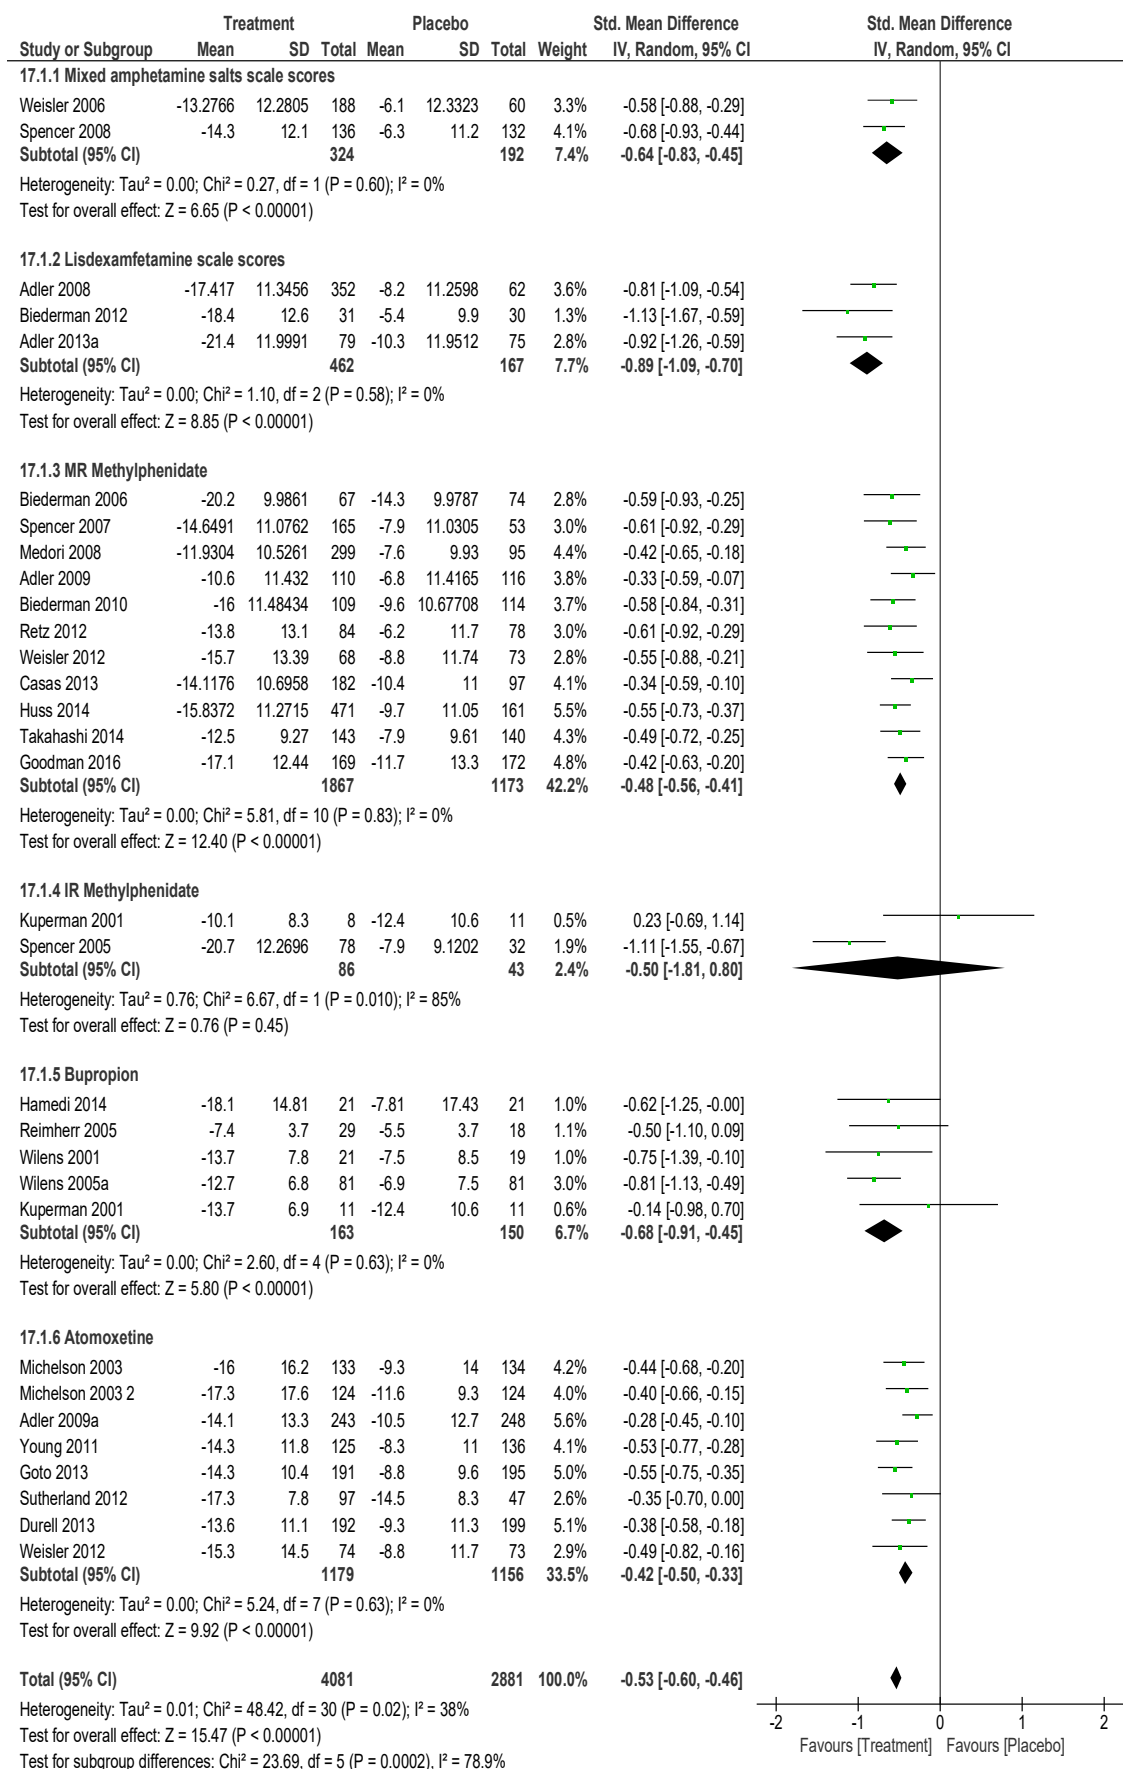 Treatment Placebo Std. Mean Difference Std. Mean Difference
Study or Subgroup Mean SD Total Mean SD Total Weight IV, Random, 95% CI IV, Random, 95% CI
17.1.1 Mixed amphetamine salts scale scores
Weisler 2006 -13.2766 12.2805 188 -6.1 12.3323 60 3.3% -0.58 [-0.88, -0.29]
Spencer 2008 -14.3 12.1 136 -6.3 11.2 132 4.1% -0.68 [-0.93, -0.44]
Subtotal (95% CI) 324 192 7.4% -0.64 [-0.83, -0.45]
Heterogeneity: Tau² = 0.00; Chi² = 0.27, df = 1 (P = 0.60); I² = 0%
Test for overall effect: Z = 6.65 (P < 0.00001)
17.1.2 Lisdexamfetamine scale scores
Adler 2008 -17.417 11.3456 352 -8.2 11.2598 62 3.6% -0.81 [-1.09, -0.54]
Biederman 2012 -18.4 12.6 31 -5.4 9.9 30 1.3% -1.13 [-1.67, -0.59]
Adler 2013a -21.4 11.9991 79 -10.3 11.9512 75 2.8% -0.92 [-1.26, -0.59]
Subtotal (95% CI) 462 167 7.7% -0.89 [-1.09, -0.70]
Heterogeneity: Tau² = 0.00; Chi² = 1.10, df = 2 (P = 0.58); I² = 0%
Test for overall effect: Z = 8.85 (P < 0.00001)
17.1.3 MR Methylphenidate
Biederman 2006 -20.2 9.9861 67 -14.3 9.9787 74 2.8% -0.59 [-0.93, -0.25]
Spencer 2007 -14.6491 11.0762 165 -7.9 11.0305 53 3.0% -0.61 [-0.92, -0.29]
Medori 2008 -11.9304 10.5261 299 -7.6 9.93 95 4.4% -0.42 [-0.65, -0.18]
Adler 2009 -10.6 11.432 110 -6.8 11.4165 116 3.8% -0.33 [-0.59, -0.07]
Biederman 2010 -16 11.48434 109 -9.6 10.67708 114 3.7% -0.58 [-0.84, -0.31]
Retz 2012 -13.8 13.1 84 -6.2 11.7 78 3.0% -0.61 [-0.92, -0.29]
Weisler 2012 -15.7 13.39 68 -8.8 11.74 73 2.8% -0.55 [-0.88, -0.21]
Casas 2013 -14.1176 10.6958 182 -10.4 11 97 4.1% -0.34 [-0.59, -0.10]
Huss 2014 -15.8372 11.2715 471 -9.7 11.05 161 5.5% -0.55 [-0.73, -0.37]
Takahashi 2014 -12.5 9.27 143 -7.9 9.61 140 4.3% -0.49 [-0.72, -0.25]
Goodman 2016 -17.1 12.44 169 -11.7 13.3 172 4.8% -0.42 [-0.63, -0.20]
Subtotal (95% CI) 1867 1173 42.2% -0.48 [-0.56, -0.41]
Heterogeneity: Tau² = 0.00; Chi² = 5.81, df = 10 (P = 0.83); I² = 0%
Test for overall effect: Z = 12.40 (P < 0.00001)
17.1.4 IR Methylphenidate
Kuperman 2001 -10.1 8.3 8 -12.4 10.6 11 0.5% 0.23 [-0.69, 1.14]
Spencer 2005 -20.7 12.2696 78 -7.9 9.1202 32 1.9% -1.11 [-1.55, -0.67]
Subtotal (95% CI) 86 43 2.4% -0.50 [-1.81, 0.80]
Heterogeneity: Tau² = 0.76; Chi² = 6.67, df = 1 (P = 0.010); I² = 85%
Test for overall effect: Z = 0.76 (P = 0.45)
17.1.5 Bupropion
Hamedi 2014 -18.1 14.81 21 -7.81 17.43 21 1.0% -0.62 [-1.25, -0.00]
Reimherr 2005 -7.4 3.7 29 -5.5 3.7 18 1.1% -0.50 [-1.10, 0.09]
Wilens 2001 -13.7 7.8 21 -7.5 8.5 19 1.0% -0.75 [-1.39, -0.10]
Wilens 2005a -12.7 6.8 81 -6.9 7.5 81 3.0% -0.81 [-1.13, -0.49]
Kuperman 2001 -13.7 6.9 11 -12.4 10.6 11 0.6% -0.14 [-0.98, 0.70]
Subtotal (95% CI) 163 150 6.7% -0.68 [-0.91, -0.45]
Heterogeneity: Tau² = 0.00; Chi² = 2.60, df = 4 (P = 0.63); I² = 0%
Test for overall effect: Z = 5.80 (P < 0.00001)
17.1.6 Atomoxetine
Michelson 2003 -16 16.2 133 -9.3 14 134 4.2% -0.44 [-0.68, -0.20]
Michelson 2003 2 -17.3 17.6 124 -11.6 9.3 124 4.0% -0.40 [-0.66, -0.15]
Adler 2009a -14.1 13.3 243 -10.5 12.7 248 5.6% -0.28 [-0.45, -0.10]
Young 2011 -14.3 11.8 125 -8.3 11 136 4.1% -0.53 [-0.77, -0.28]
Goto 2013 -14.3 10.4 191 -8.8 9.6 195 5.0% -0.55 [-0.75, -0.35]
Sutherland 2012 -17.3 7.8 97 -14.5 8.3 47 2.6% -0.35 [-0.70, 0.00]
Durell 2013 -13.6 11.1 192 -9.3 11.3 199 5.1% -0.38 [-0.58, -0.18]
Weisler 2012 -15.3 14.5 74 -8.8 11.7 73 2.9% -0.49 [-0.82, -0.16]
Subtotal (95% CI) 1179 1156 33.5% -0.42 [-0.50, -0.33]
Heterogeneity: Tau² = 0.00; Chi² = 5.24, df = 7 (P = 0.63); I² = 0%
Test for overall effect: Z = 9.92 (P < 0.00001)
Total (95% CI) 4081 2881 100.0% -0.53 [-0.60, -0.46]
Heterogeneity: Tau² = 0.01; Chi² = 48.42, df = 30 (P = 0.02); I² = 38%
Test for overall effect: Z = 15.47 (P < 0.00001)
Test for subgroup differences: Chi² = 23.69, df = 5 (P = 0.0002), I² = 78.9%
-2 -1 0 1 2
Favours [Treatment] Favours [Placebo]